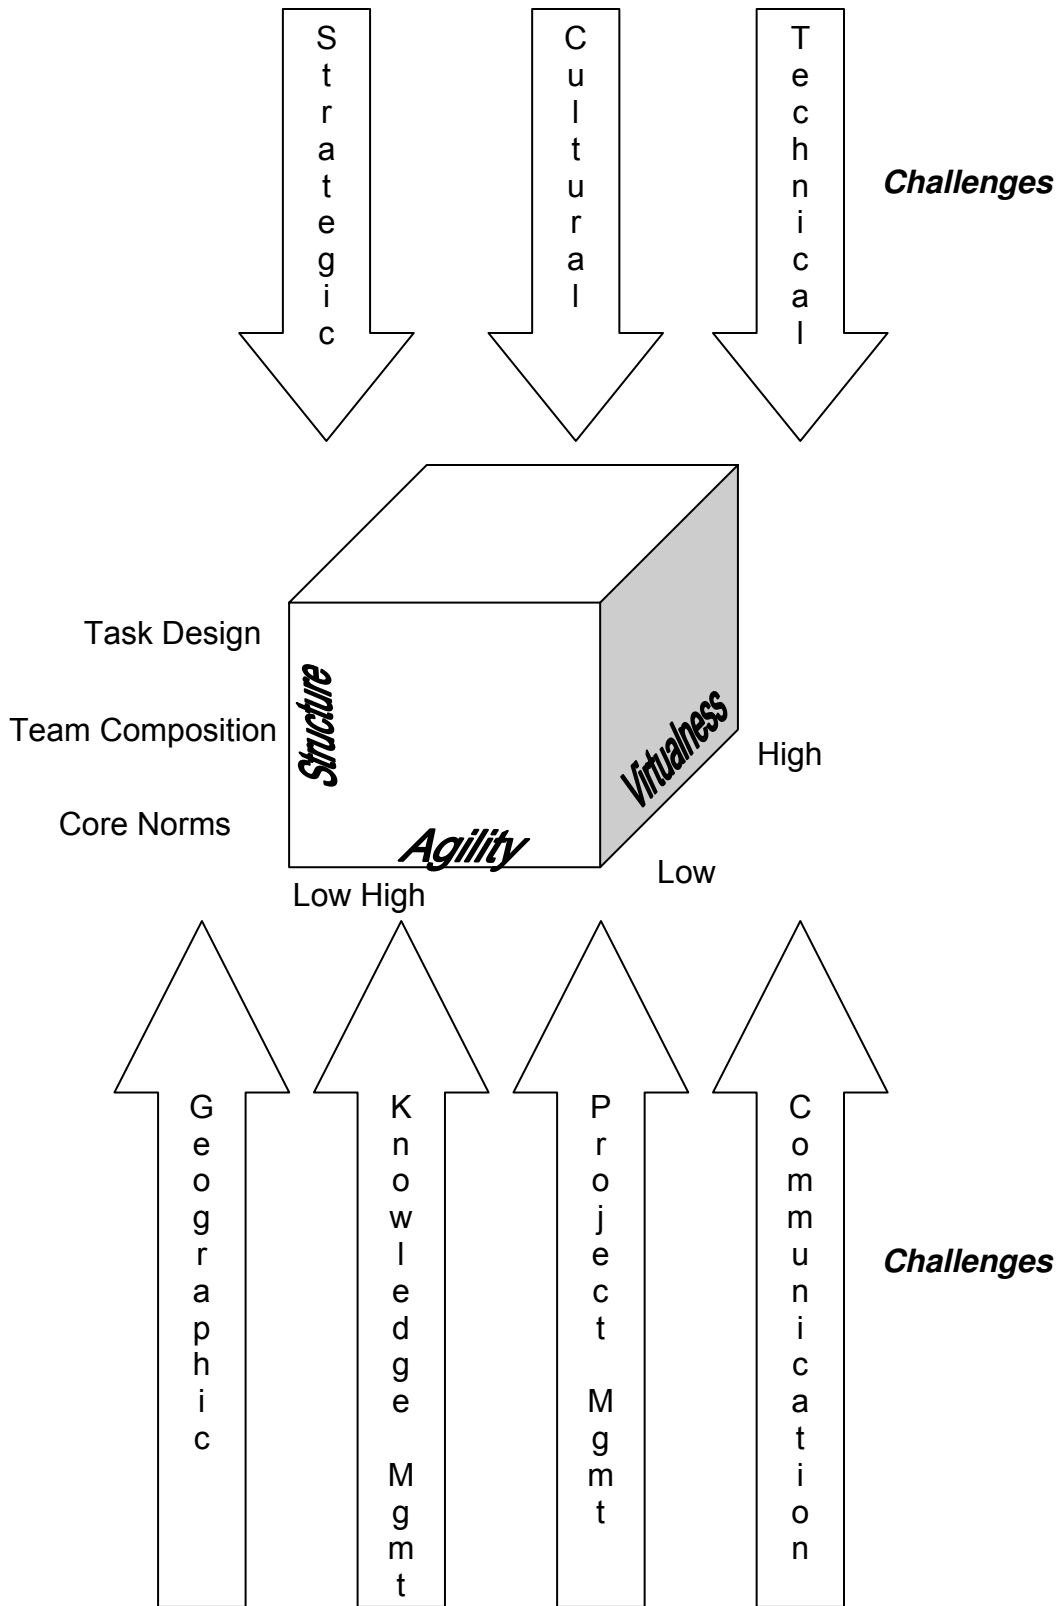 Strategic
Cultural
Technical
Challenges
Task Design
Structure
Team Composition
Virtualness
High
Core Norms
Agility
Low
Low High
Geographic
Knowledge Mgmt
Project Mgmt
Communication
Challenges